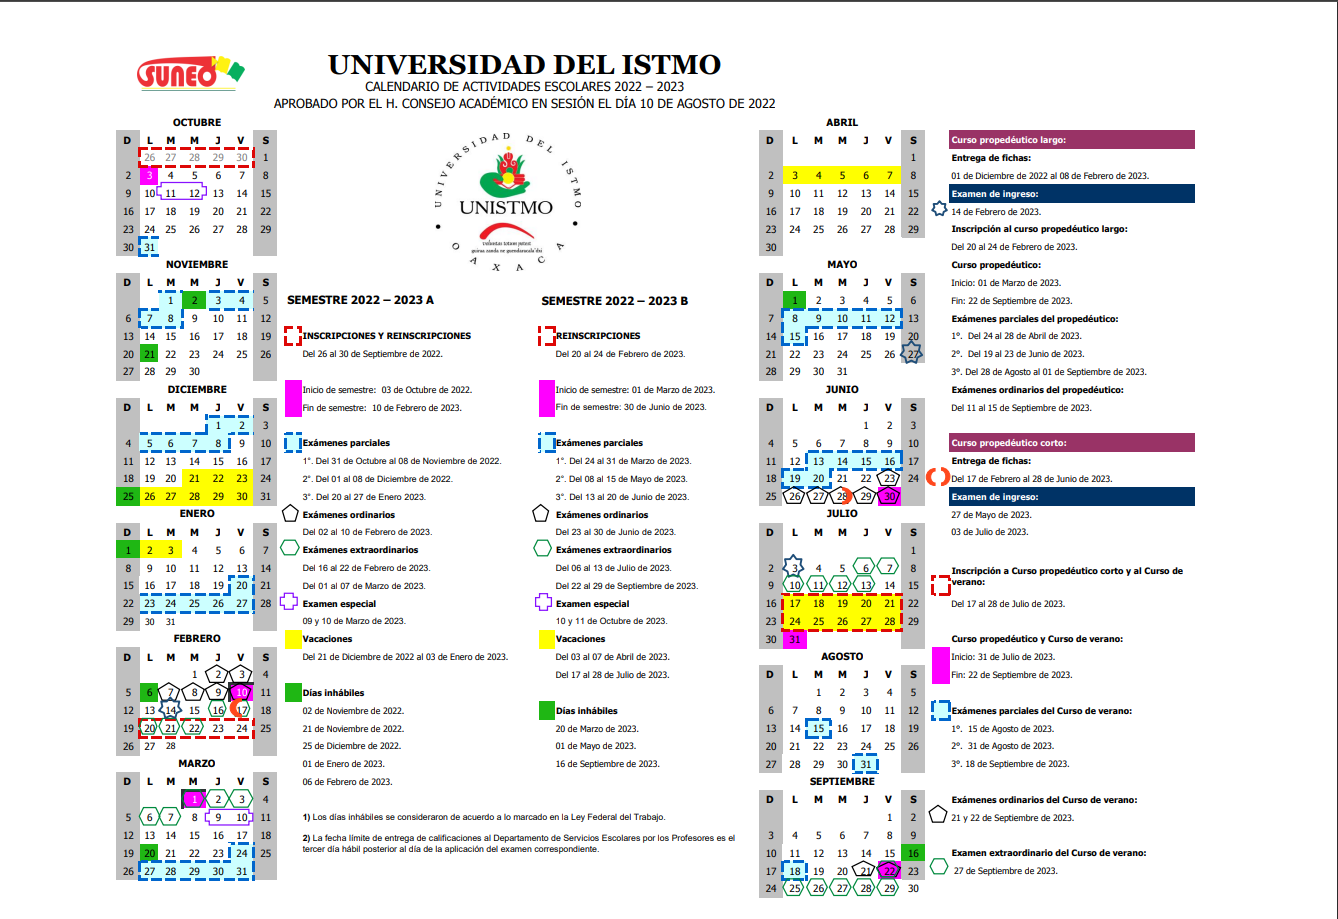 SUNEO
UNIVERSIDAD DEL ISTMO
CALENDARIO DE ACTIVIDADES ESCOLARES 2022 – 2023
APROBADO POR EL H. CONSEJO ACADÉMICO EN SESIÓN EL DÍA 10 DE AGOSTO DE 2022
OCTUBRE
D L M M J V S
26 27 28 29 30 1
2 3 4 5 6 7 8
9 10 11 12 13 14 15
16 17 18 19 20 21 22
23 24 25 26 27 28 29
30 31
NOVIEMBRE
D L M M J V S
1 2 3 4 5
6 7 8 9 10 11 12
13 14 15 16 17 18 19
20 21 22 23 24 25 26
27 28 29 30
DICIEMBRE
D L M M J V S
1 2 3
4 5 6 7 8 9 10
11 12 13 14 15 16 17
18 19 20 21 22 23 24
25 26 27 28 29 30 31
ENERO
D L M M J V S
1 2 3 4 5 6 7
8 9 10 11 12 13 14
15 16 17 18 19 20 21
22 23 24 25 26 27 28
29 30 31
FEBRERO
D L M M J V S
1 2 3 4
5 6 7 8 9 10 11
12 13 14 15 16 17 18
19 20 21 22 23 24 25
26 27 28
MARZO
D L M M J V S
1 2 3 4
5 6 7 8 9 10 11
12 13 14 15 16 17 18
19 20 21 22 23 24 25
26 27 28 29 30 31
UNIVERSIDAD DEL ISTMO
UNISTMO
OAXACA
SEMESTRE 2022 – 2023 A
INSCRIPCIONES Y REINSCRIPCIONES
Del 26 al 30 de Septiembre de 2022.
Inicio de semestre: 03 de Octubre de 2022.
Fin de semestre: 10 de Febrero de 2023.
Exámenes parciales
1°. Del 31 de Octubre al 08 de Noviembre de 2022.
2°. Del 01 al 08 de Diciembre de 2022.
3°. Del 20 al 27 de Enero de 2023.
Exámenes ordinarios
Del 02 al 10 de Febrero de 2023.
Exámenes extraordinarios
Del 16 al 22 de Febrero de 2023.
Del 01 al 07 de Marzo de 2023.
Examen especial
09 y 10 de Marzo de 2023.
Vacaciones
Del 21 de Diciembre de 2022 al 03 de Enero de 2023.
Días inhábiles
02 de Noviembre de 2022.
21 de Noviembre de 2022.
25 de Diciembre de 2022.
01 de Enero de 2023.
06 de Febrero de 2023.
SEMESTRE 2022 – 2023 B
REINSCRIPCIONES
Del 20 al 24 de Febrero de 2023.
Inicio de semestre: 01 de Marzo de 2023.
Fin de semestre: 30 de Junio de 2023.
Exámenes parciales
1°. Del 24 al 31 de Marzo de 2023.
2°. Del 08 al 15 de Mayo de 2023.
3°. Del 13 al 20 de Junio de 2023.
Exámenes ordinarios
Del 23 al 30 de Junio de 2023.
Exámenes extraordinarios
Del 06 al 13 de Julio de 2023.
Del 22 al 29 de Septiembre de 2023.
Examen especial
10 y 11 de Octubre de 2023.
Vacaciones
Del 03 al 07 de Abril de 2023.
Del 17 al 28 de Julio de 2023.
Días inhábiles
20 de Marzo de 2023.
01 de Mayo de 2023.
16 de Septiembre de 2023.
1) Los días inhábiles se consideraron de acuerdo a lo marcado en la Ley Federal del Trabajo.
2) La fecha límite de entrega de calificaciones al Departamento de Servicios Escolares por los Profesores es el
tercer día hábil posterior al día de la aplicación del examen correspondiente.
ABRIL
D L M M J V S
1
2 3 4 5 6 7 8
9 10 11 12 13 14 15
16 17 18 19 20 21 22
23 24 25 26 27 28 29
30
MAYO
D L M M J V S
1 2 3 4 5 6
7 8 9 10 11 12 13
14 15 16 17 18 19 20
21 22 23 24 25 26 27
28 29 30 31
JUNIO
D L M M J V S
1 2 3
4 5 6 7 8 9 10
11 12 13 14 15 16 17
18 19 20 21 22 23 24
25 26 27 28 29 30
JULIO
D L M M J V S
1
2 3 4 5 6 7 8
9 10 11 12 13 14 15
16 17 18 19 20 21 22
23 24 25 26 27 28 29
30 31
AGOSTO
D L M M J V S
1 2 3 4 5
6 7 8 9 10 11 12
13 14 15 16 17 18 19
20 21 22 23 24 25 26
27 28 29 30 31
SEPTIEMBRE
D L M M J V S
1 2
3 4 5 6 7 8 9
10 11 12 13 14 15 16
17 18 19 20 21 22 23
24 25 26 27 28 29 30
Curso propedéutico largo:
Entrega de fichas:
01 de Diciembre de 2022 al 08 de Febrero de 2023.
Examen de ingreso:
14 de Febrero de 2023.
Inscripción al curso propedéutico largo:
Del 20 al 24 de Febrero de 2023.
Curso propedéutico:
Inicio: 01 de Marzo de 2023.
Fin: 22 de Septiembre de 2023.
Exámenes parciales del propedéutico:
1°. Del 24 al 28 de Abril de 2023.
2°. Del 19 al 23 de Junio de 2023.
3°. Del 28 de Agosto al 01 de Septiembre de 2023.
Exámenes ordinarios del propedéutico:
Del 11 al 15 de Septiembre de 2023.
Curso propedéutico corto:
Entrega de fichas:
Del 17 de Febrero al 28 de Junio de 2023.
Examen de ingreso:
27 de Mayo de 2023.
03 de Julio de 2023.
Inscripción a Curso propedéutico corto y al Curso de
verano:
Del 17 al 28 de Julio de 2023.
Curso propedéutico y Curso de verano:
Inicio: 31 de Julio de 2023.
Fin: 22 de Septiembre de 2023.
Exámenes parciales del Curso de verano:
1°. 15 de Agosto de 2023.
2°. 31 de Agosto de 2023.
3°. 18 de Septiembre de 2023.
Exámenes ordinarios del Curso de verano:
21 y 22 de Septiembre de 2023.
Examen extraordinario del Curso de verano:
27 de Septiembre de 2023.